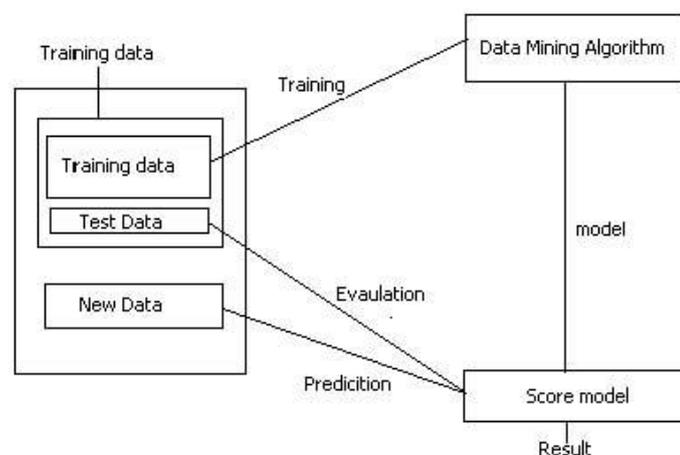 Training data
Data Mining Algorithm
Training
Training data
Test Data
model
New Data
Evaulation
Predicition
Score model
Result